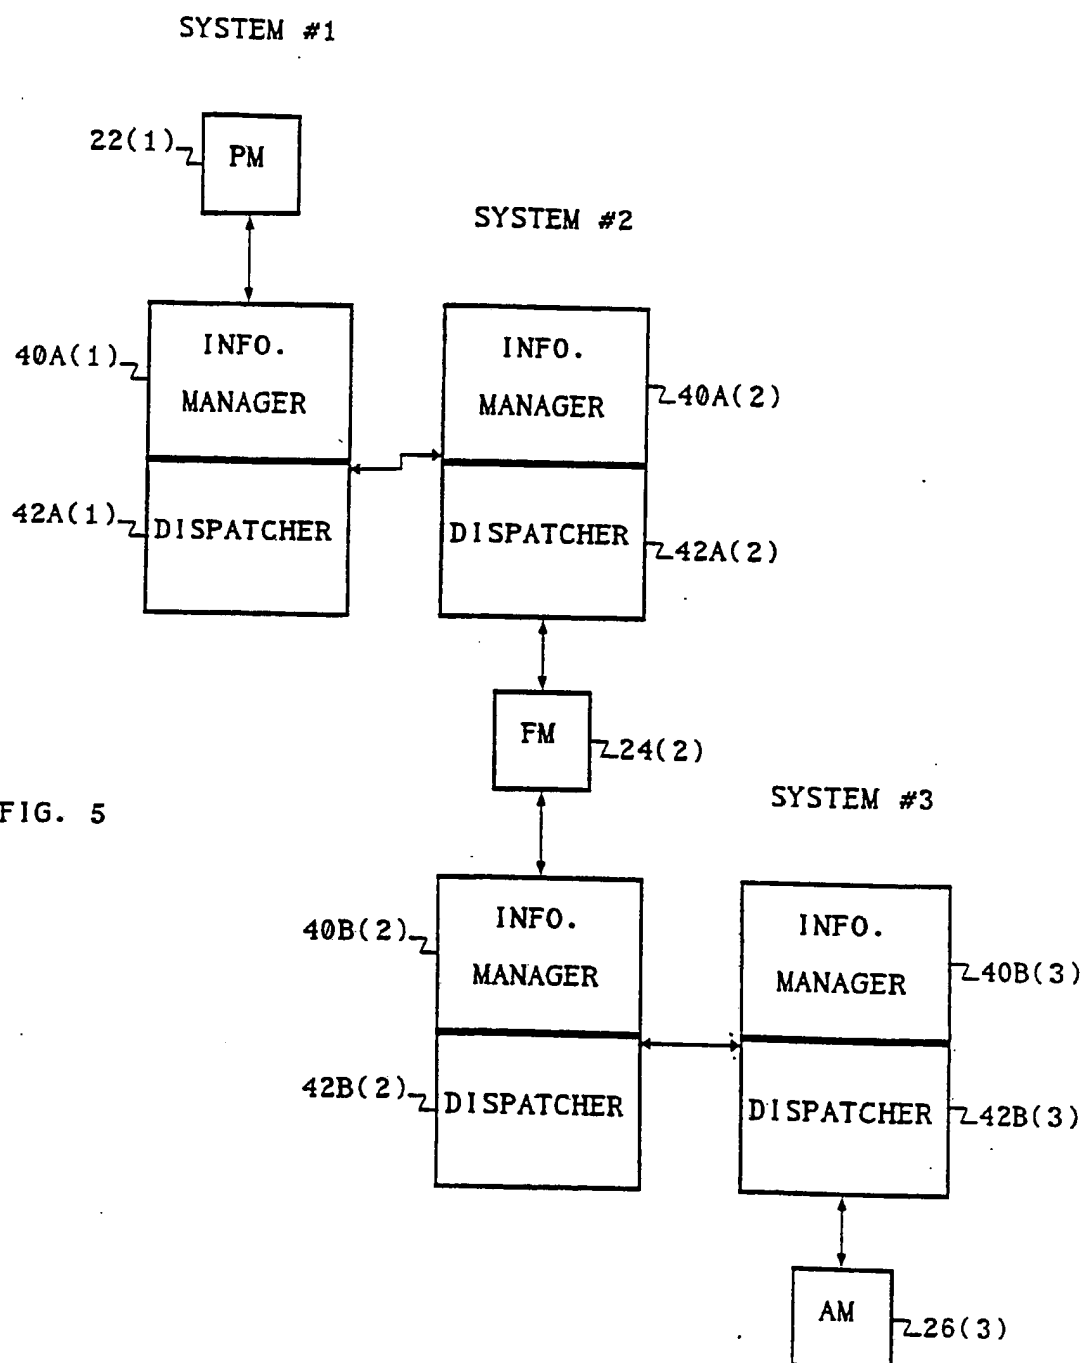 SYSTEM #1
22(1)
PM
SYSTEM #2
INFO.
MANAGER
40A(1)
INFO.
MANAGER
40A(2)
42A(1)
DISPATCHER
DISPATCHER
42A(2)
FM
24(2)
FIG. 5
SYSTEM #3
40B(2)
INFO.
MANAGER
INFO.
MANAGER
40B(3)
42B(2)
DISPATCHER
DISPATCHER
42B(3)
AM
26(3)